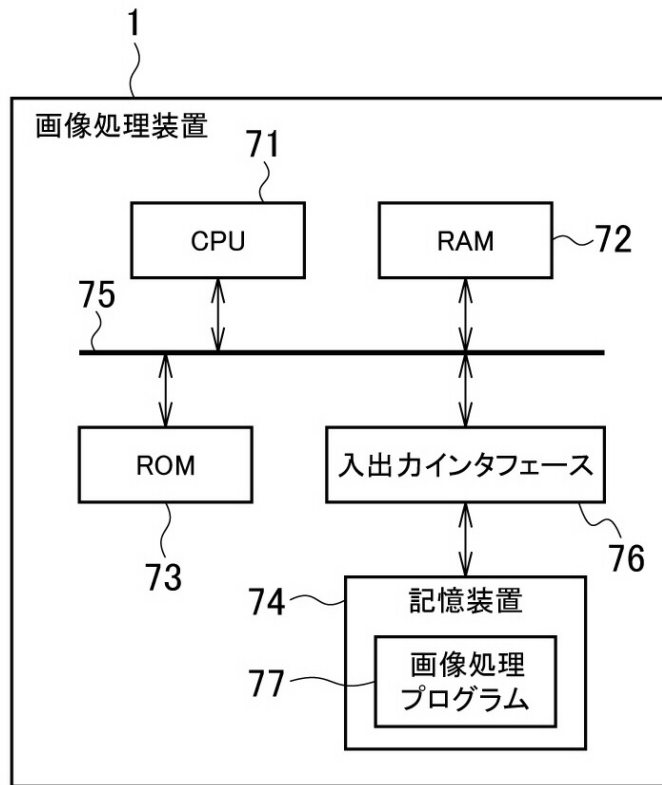 1
画像処理装置
71
CPU
RAM
72
75
ROM
入出力インタフェース
73
76
74
記憶装置
77
画像処理
プログラム